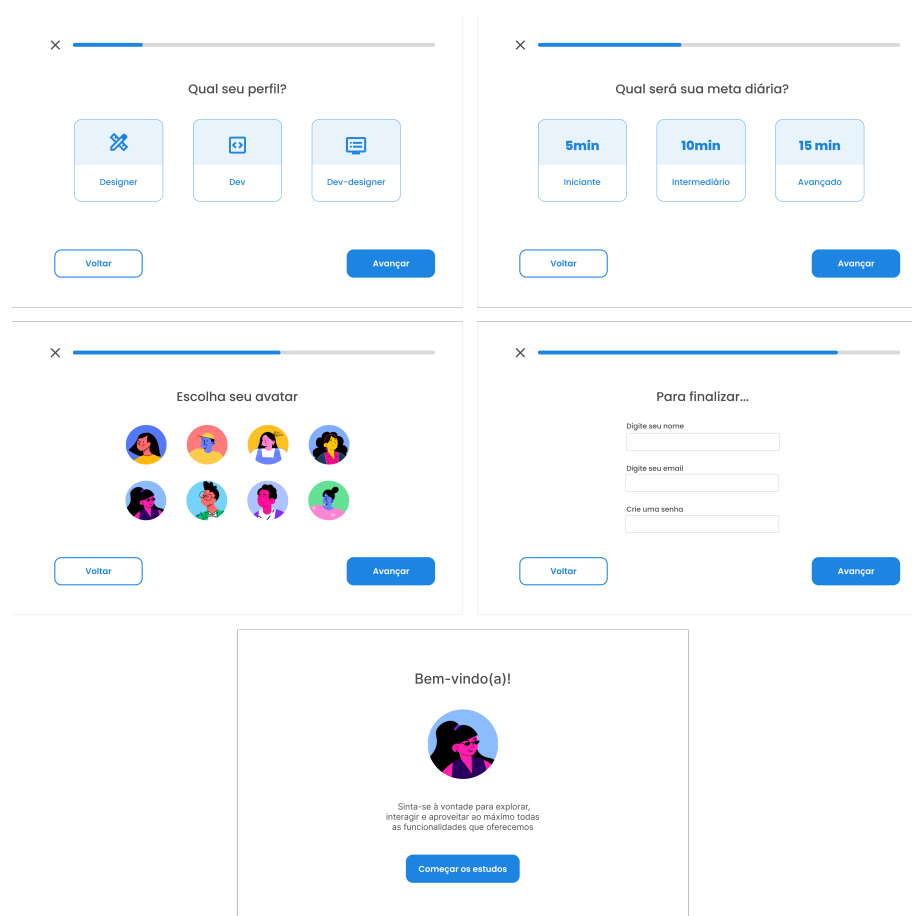 Qual seu perfil?
Designer
Dev
Dev-designer
Voltar
Avançar
Qual será sua meta diária?
5min
10min
15 min
Iniciante
Intermediário
Avançado
Voltar
Avançar
Escolha seu avatar
Voltar
Avançar
Para finalizar...
Digite seu nome
Digite seu email
Crie uma senha
Voltar
Avançar
Bem-vindo(a)!
Sinta-se à vontade para explorar,
interagir e aproveitar ao máximo todas
as funcionalidades que oferecemos
Começar os estudos